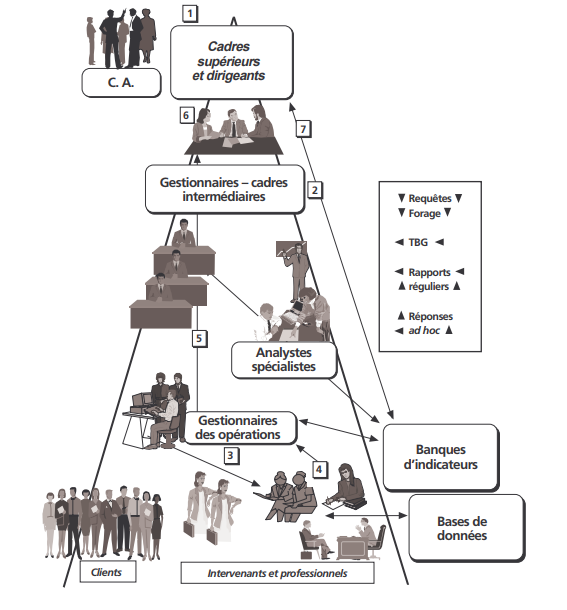 1
Cadres
supérieurs
et dirigeants
C. A.
6
7
Gestionnaires – cadres
intermédiaires
2
▼ Requêtes ▼
▼ Forage ▼
◄ TBG ◄
◄ Rapports ◄
▲ réguliers ▲
▲ Réponses
◄ ad hoc ▲
5
Analystes
spécialistes
Gestionnaires
des opérations
3
4
Banques
d’indicateurs
Bases de
données
Clients
Intervenants et professionnels